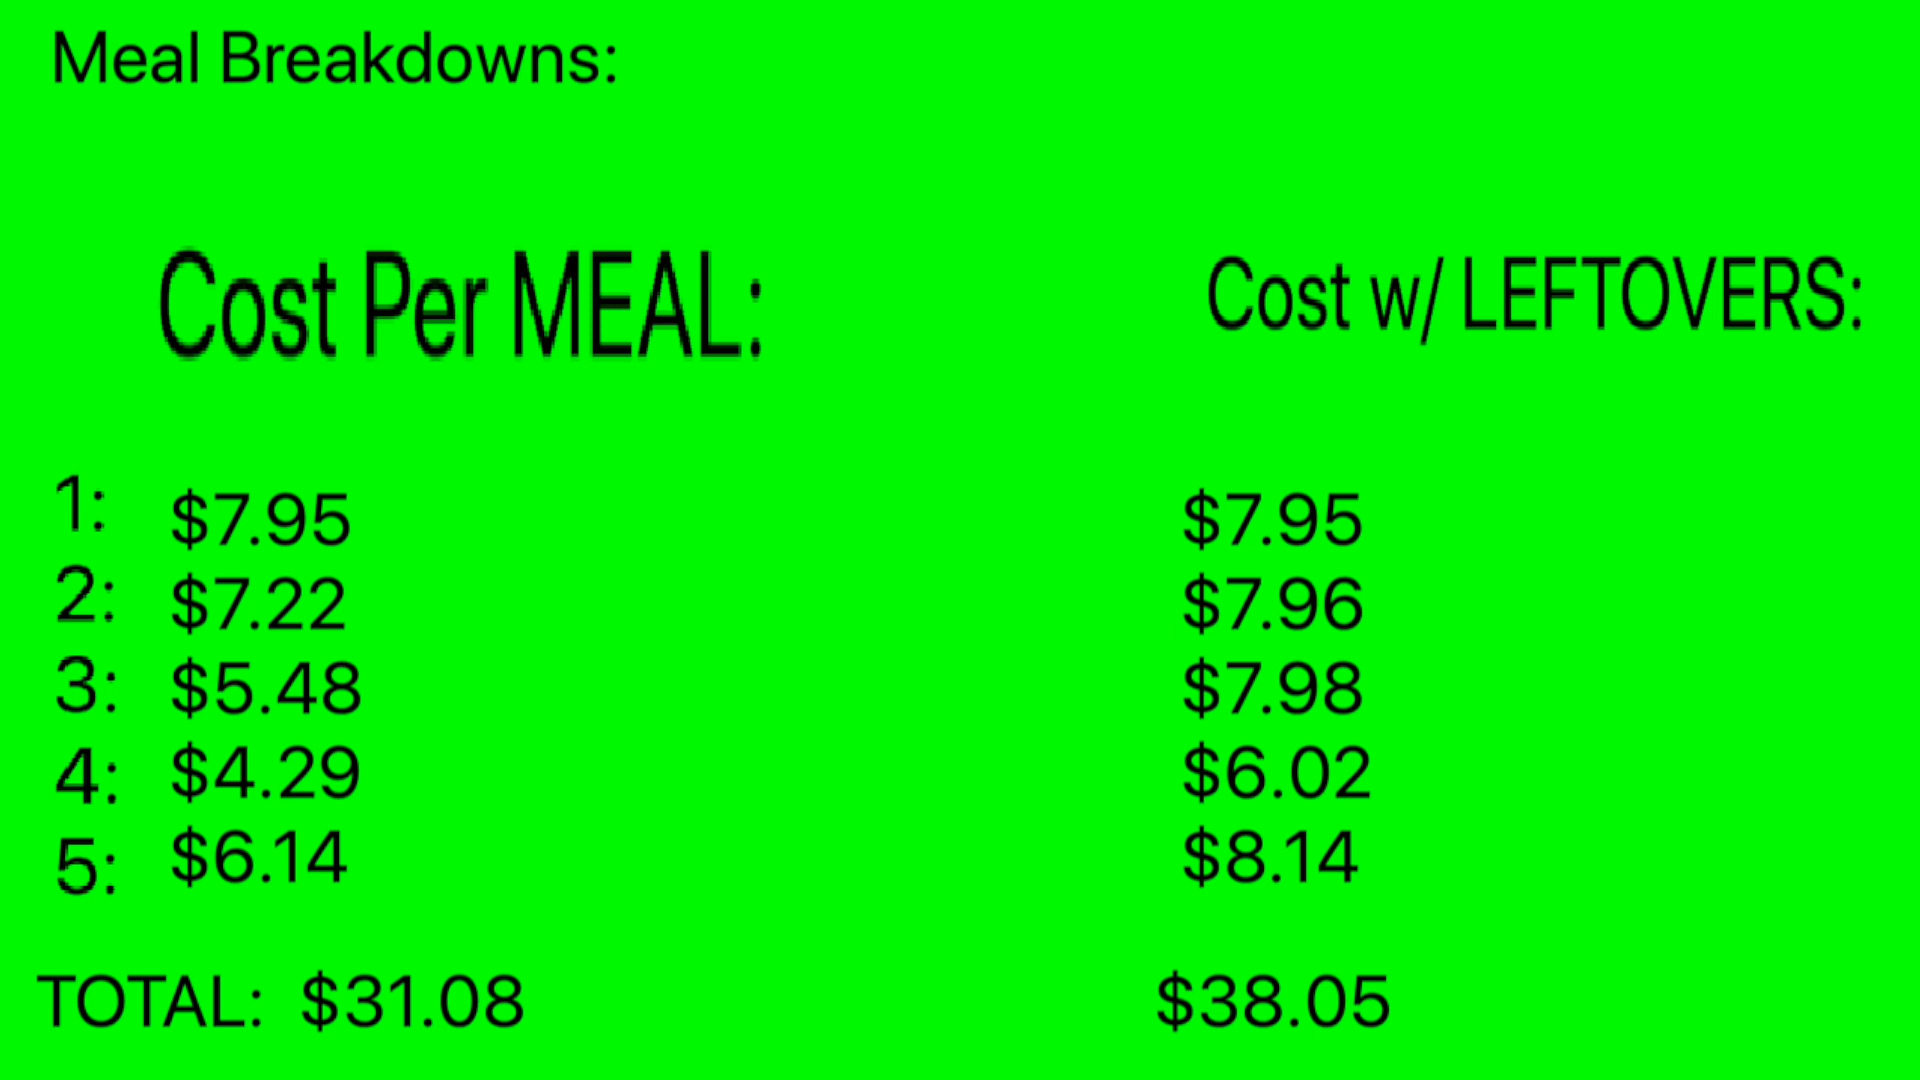 Meal Breakdowns:
Cost Per MEAL: Cost w/ LEFTOVERS:
1: $7.95 $7.95
2: $7.22 $7.96
3: $5.48 $7.98
4: $4.29 $6.02
5: $6.14 $8.14
TOTAL: $31.08 $38.05